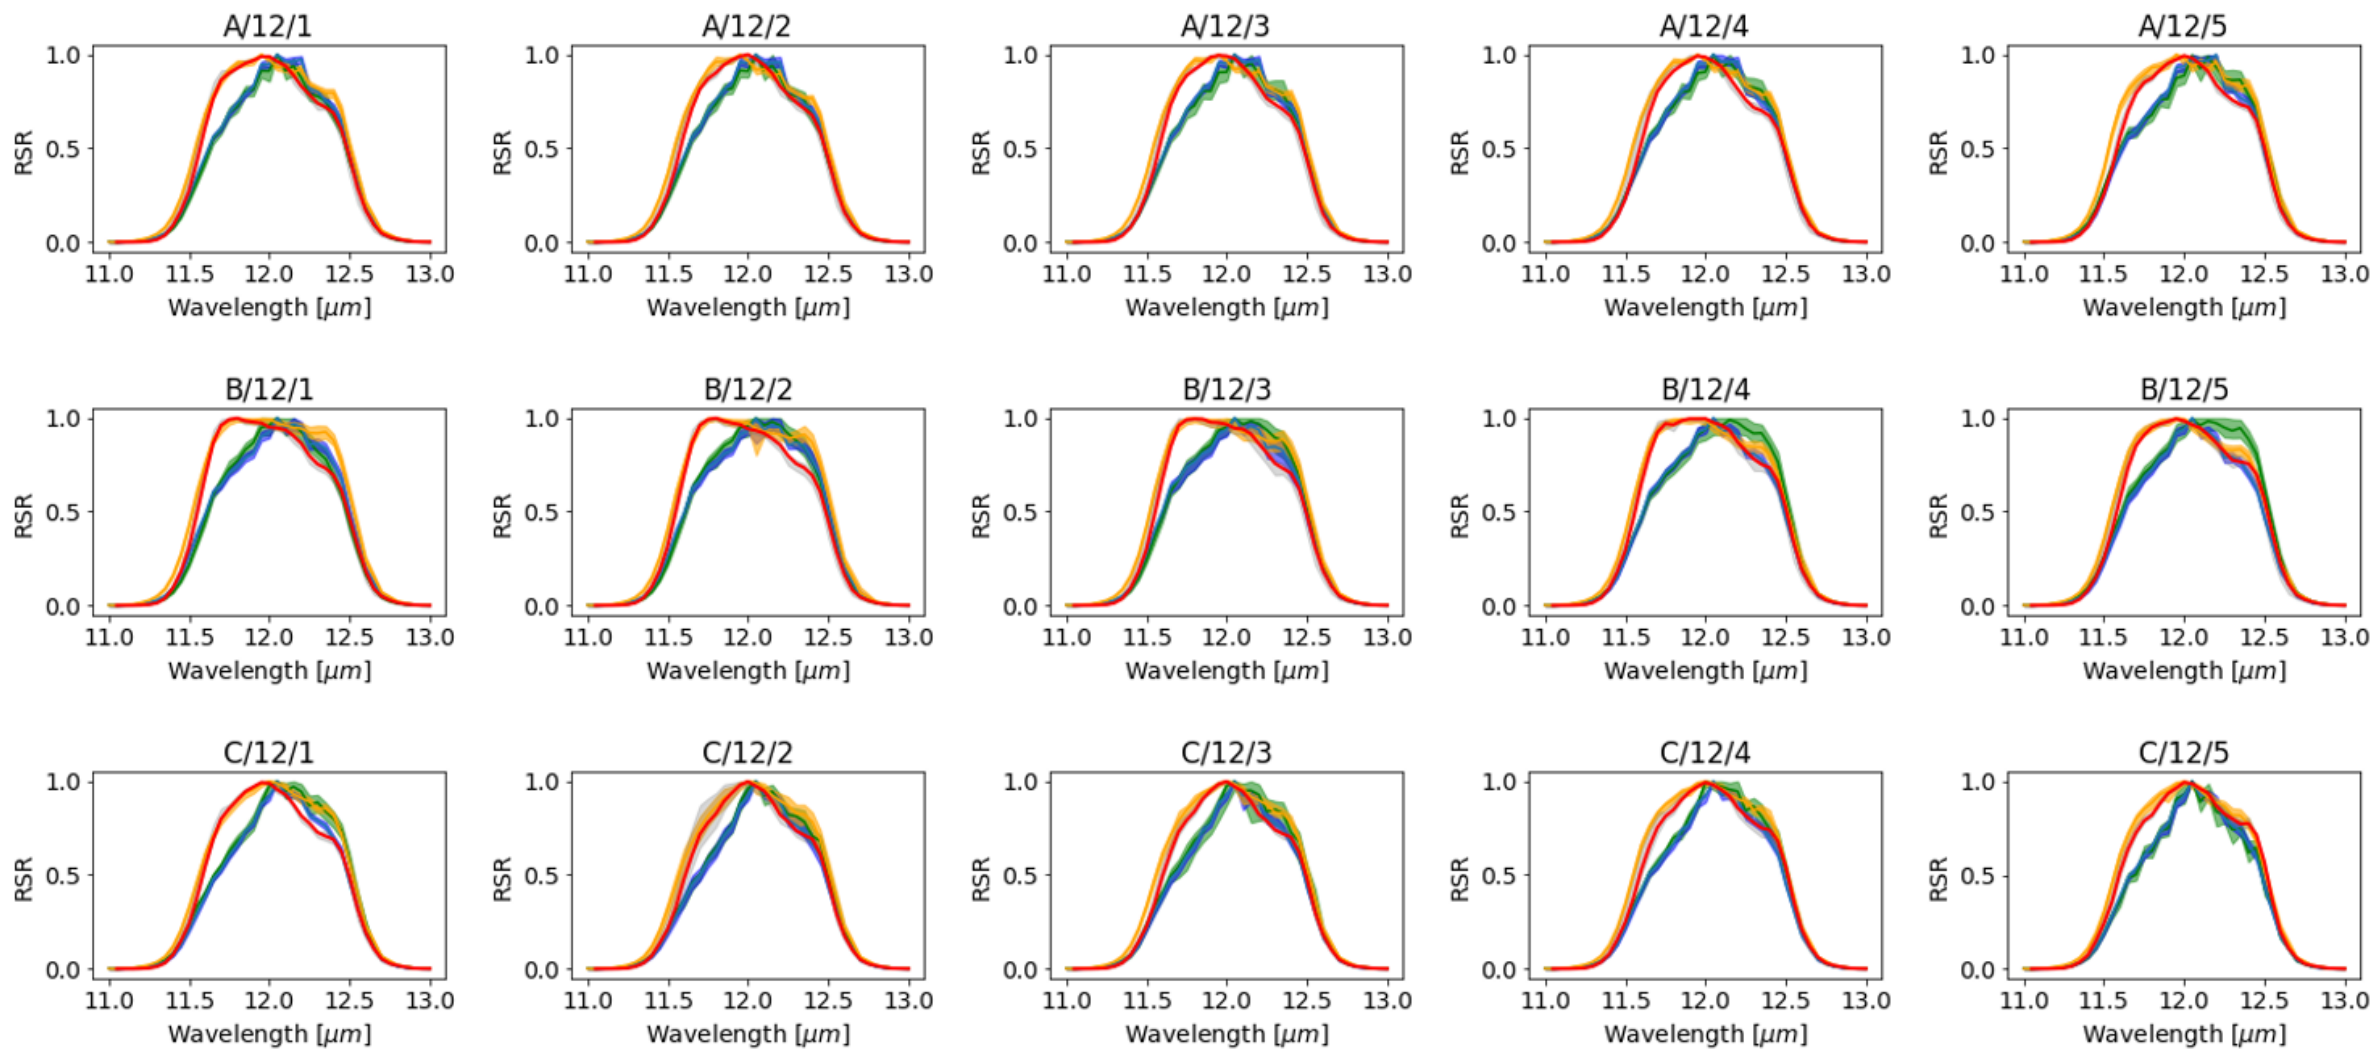 A/12/1 A/12/2 A/12/3 A/12/4 A/12/5
1.0 1.0 1.0 1.0 1.0
RSR RSR RSR RSR RSR
0.5 0.5 0.5 0.5 0.5
0.0 0.0 0.0 0.0 0.0
11.0 11.5 12.0 12.5 13.0 11.0 11.5 12.0 12.5 13.0 11.0 11.5 12.0 12.5 13.0 11.0 11.5 12.0 12.5 13.0 11.0 11.5 12.0 12.5 13.0
Wavelength [μm] Wavelength [μm] Wavelength [μm] Wavelength [μm] Wavelength [μm]
B/12/1 B/12/2 B/12/3 B/12/4 B/12/5
1.0 1.0 1.0 1.0 1.0
RSR RSR RSR RSR RSR
0.5 0.5 0.5 0.5 0.5
0.0 0.0 0.0 0.0 0.0
11.0 11.5 12.0 12.5 13.0 11.0 11.5 12.0 12.5 13.0 11.0 11.5 12.0 12.5 13.0 11.0 11.5 12.0 12.5 13.0 11.0 11.5 12.0 12.5 13.0
Wavelength [μm] Wavelength [μm] Wavelength [μm] Wavelength [μm] Wavelength [μm]
C/12/1 C/12/2 C/12/3 C/12/4 C/12/5
1.0 1.0 1.0 1.0 1.0
RSR RSR RSR RSR RSR
0.5 0.5 0.5 0.5 0.5
0.0 0.0 0.0 0.0 0.0
11.0 11.5 12.0 12.5 13.0 11.0 11.5 12.0 12.5 13.0 11.0 11.5 12.0 12.5 13.0 11.0 11.5 12.0 12.5 13.0 11.0 11.5 12.0 12.5 13.0
Wavelength [μm] Wavelength [μm] Wavelength [μm] Wavelength [μm] Wavelength [μm]